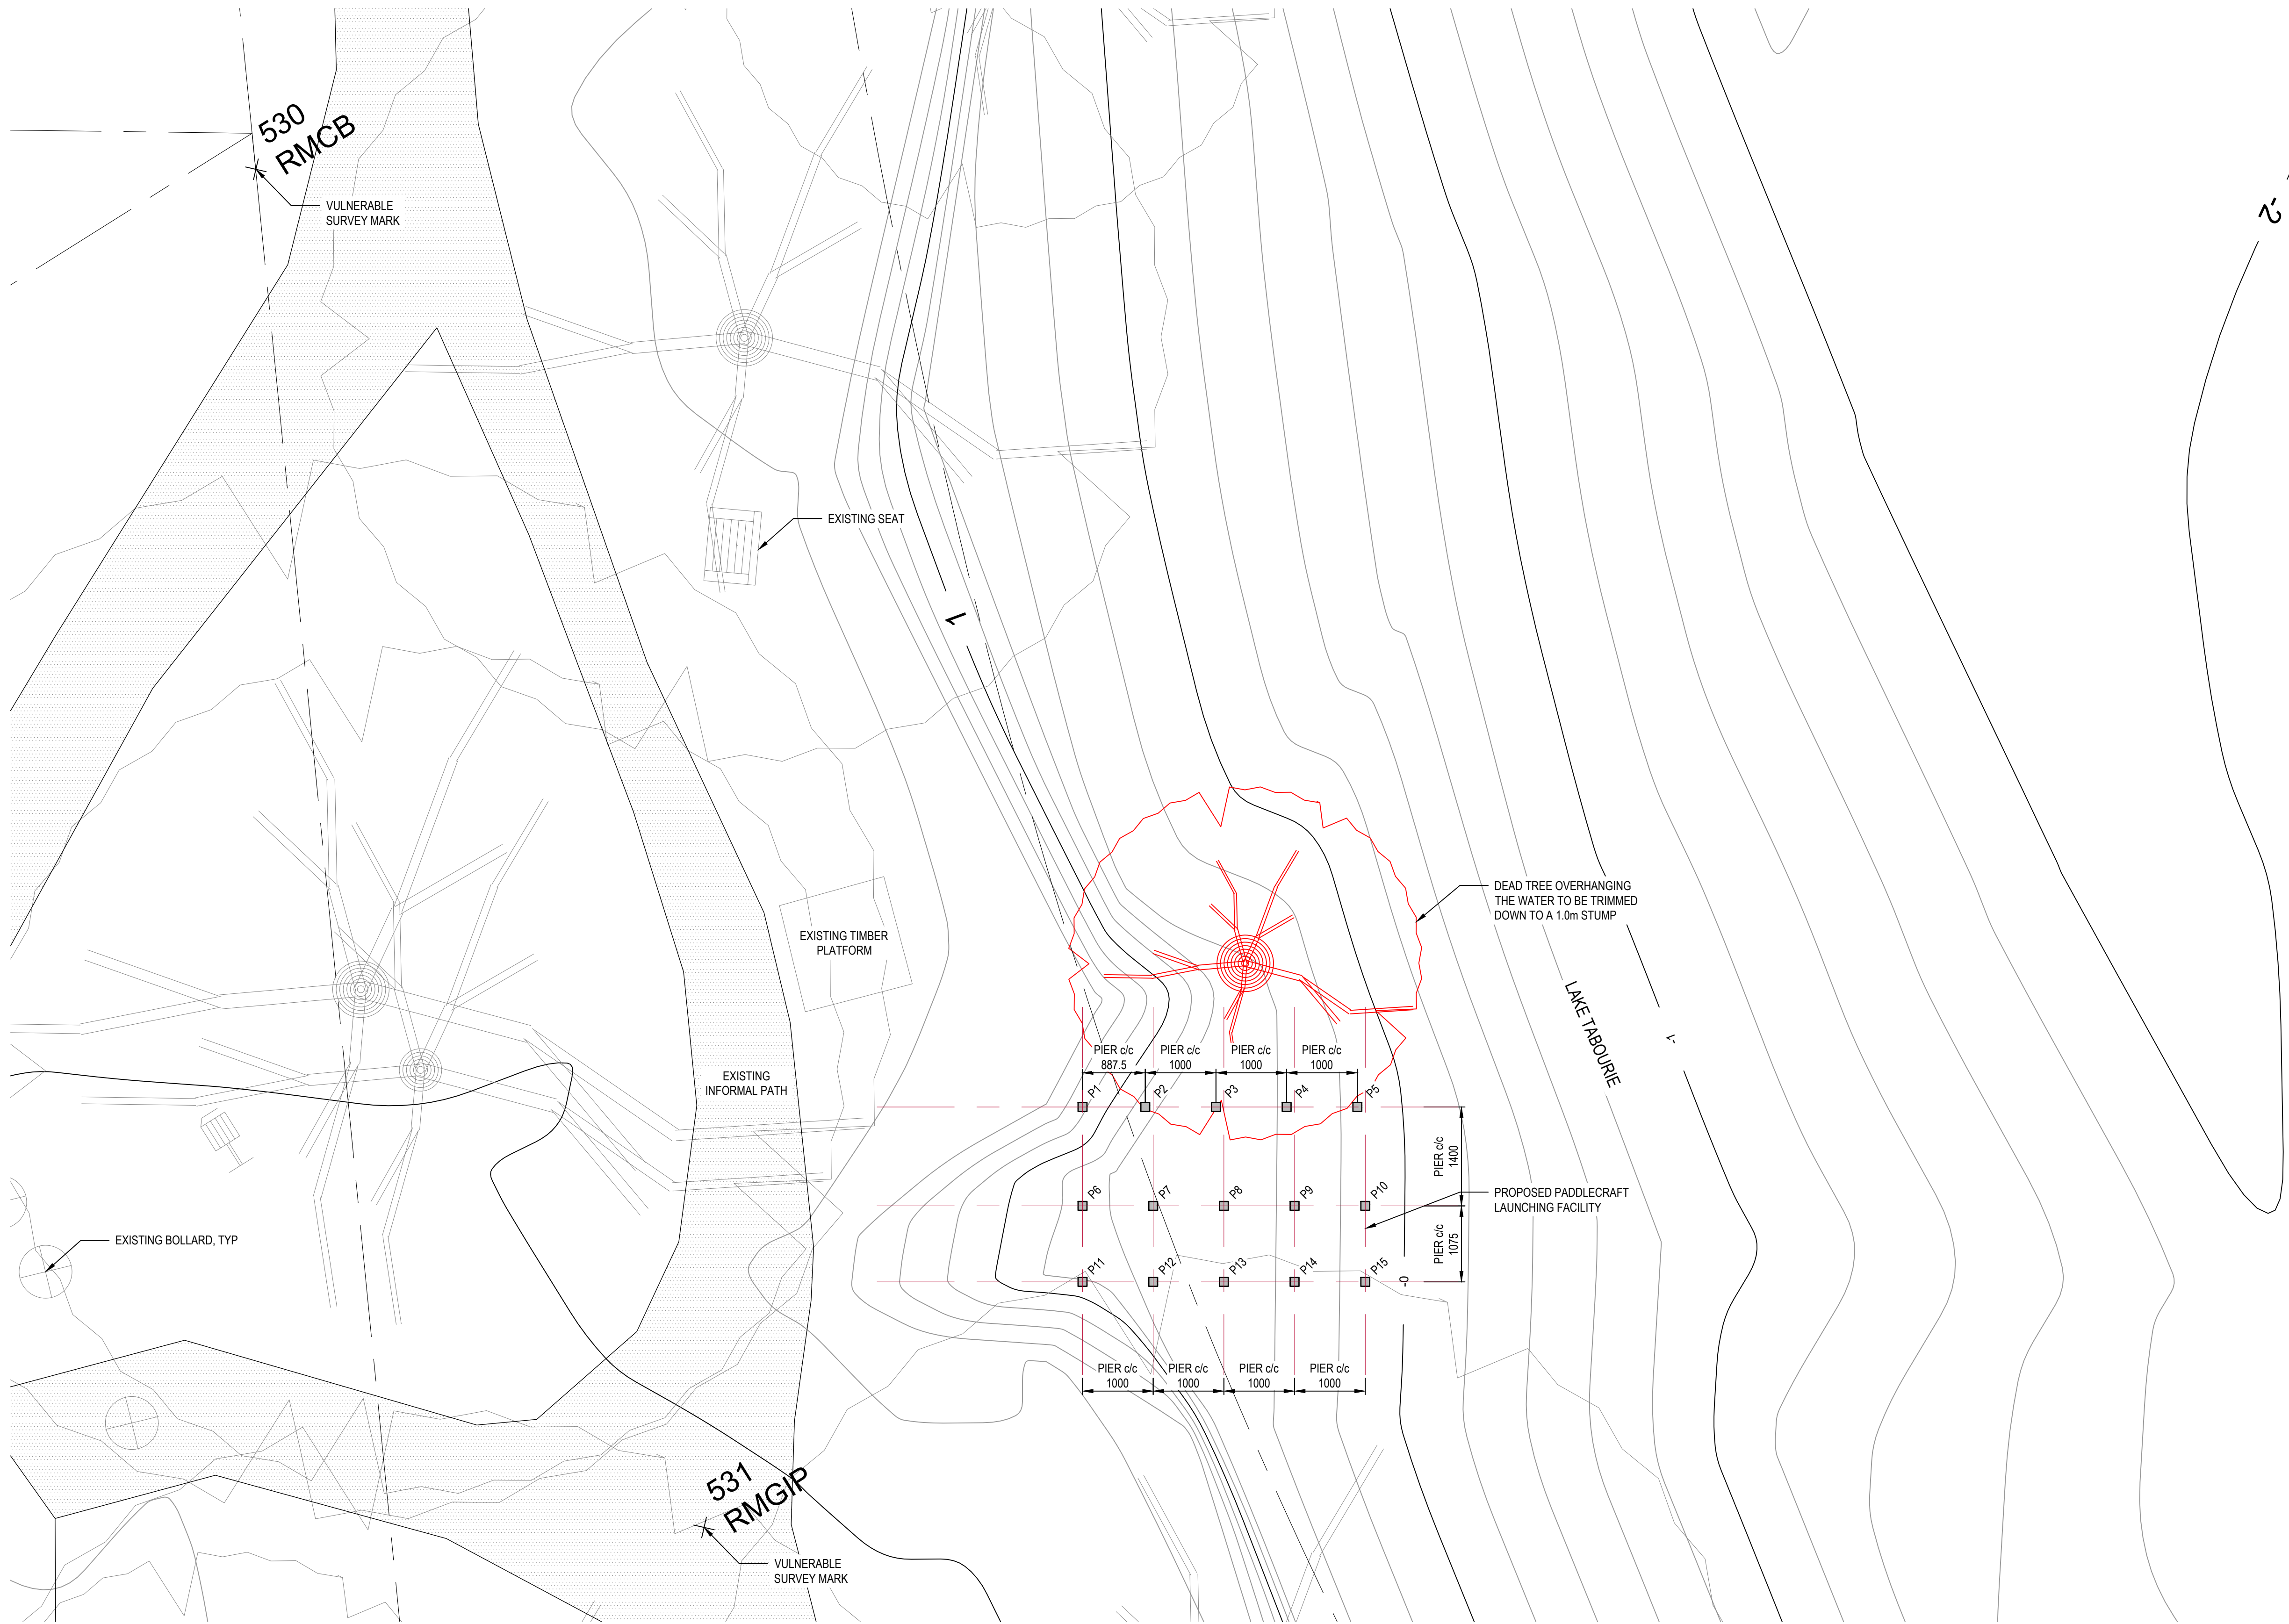 530
RMCB
VULNERABLE
SURVEY MARK
-2
EXISTING SEAT
1
DEAD TREE OVERHANGING
THE WATER TO BE TRIMMED
DOWN TO A 1.0m STUMP
EXISTING TIMBER
PLATFORM
LAKE TABOURIE
-1
EXISTING
INFORMAL PATH
PIER c/c
887.5
PIER c/c
1000
PIER c/c
1000
PIER c/c
1000
P1
P2
P3
P4
P5
PIER c/c
1400
P6
P7
P8
P9
P10
PROPOSED PADDLECRAFT
LAUNCHING FACILITY
PIER c/c
1075
EXISTING BOLLARD, TYP
P11
P12
P13
P14
P15
-0
PIER c/c
1000
PIER c/c
1000
PIER c/c
1000
PIER c/c
1000
531
RMGIP
VULNERABLE
SURVEY MARK